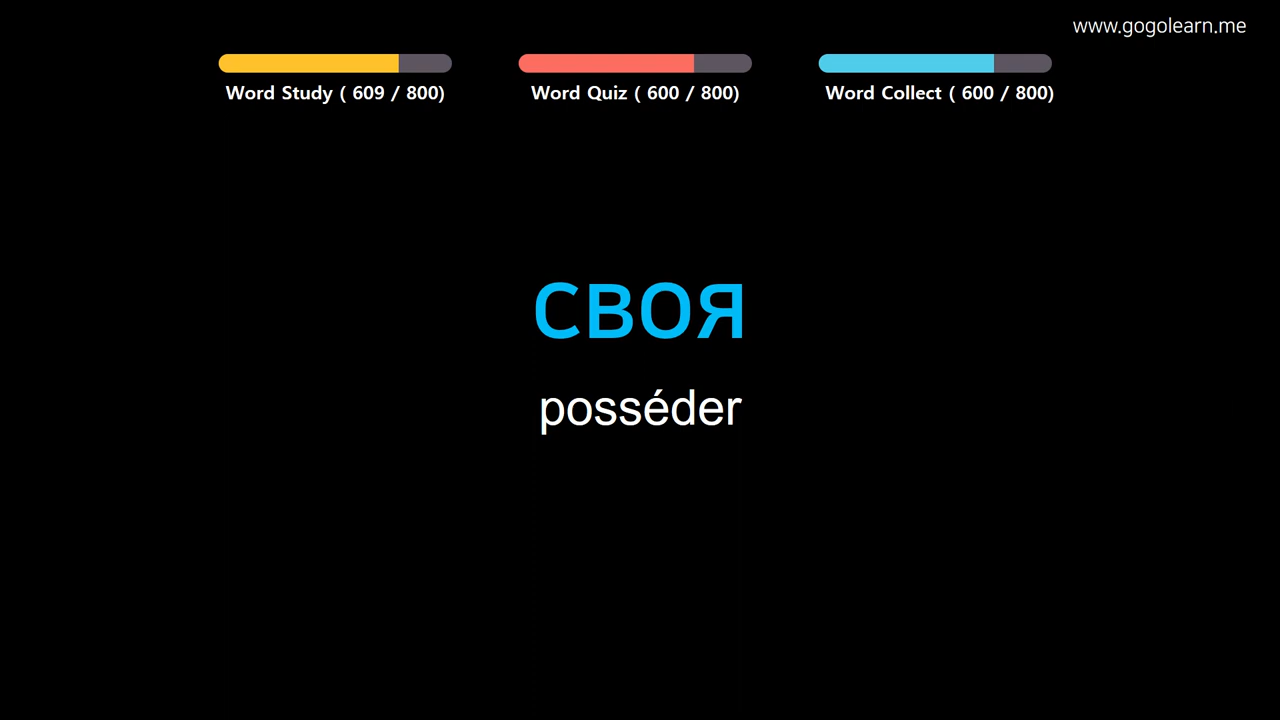 www.gogolearn.me
Word Study ( 609 / 800)
Word Quiz ( 600 / 800)
Word Collect ( 600 / 800)
СВОЯ
posséder